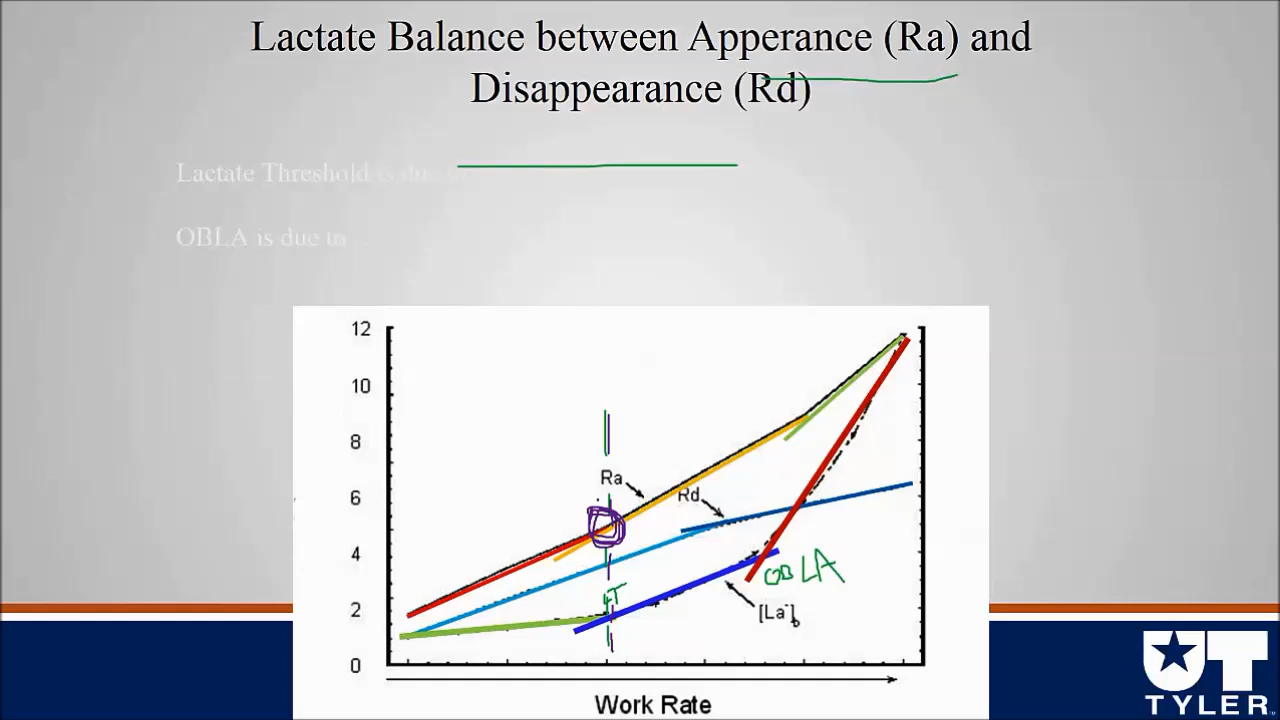 Lactate Balance between Apperance (Ra) and
Disappearance (Rd)
Lactate Threshold is due to
OBLA is due to ...
12
10
8
6
4
2
0
Ra
Rd
LT
OBLA
[La-]b
Work Rate
UT
TYLER